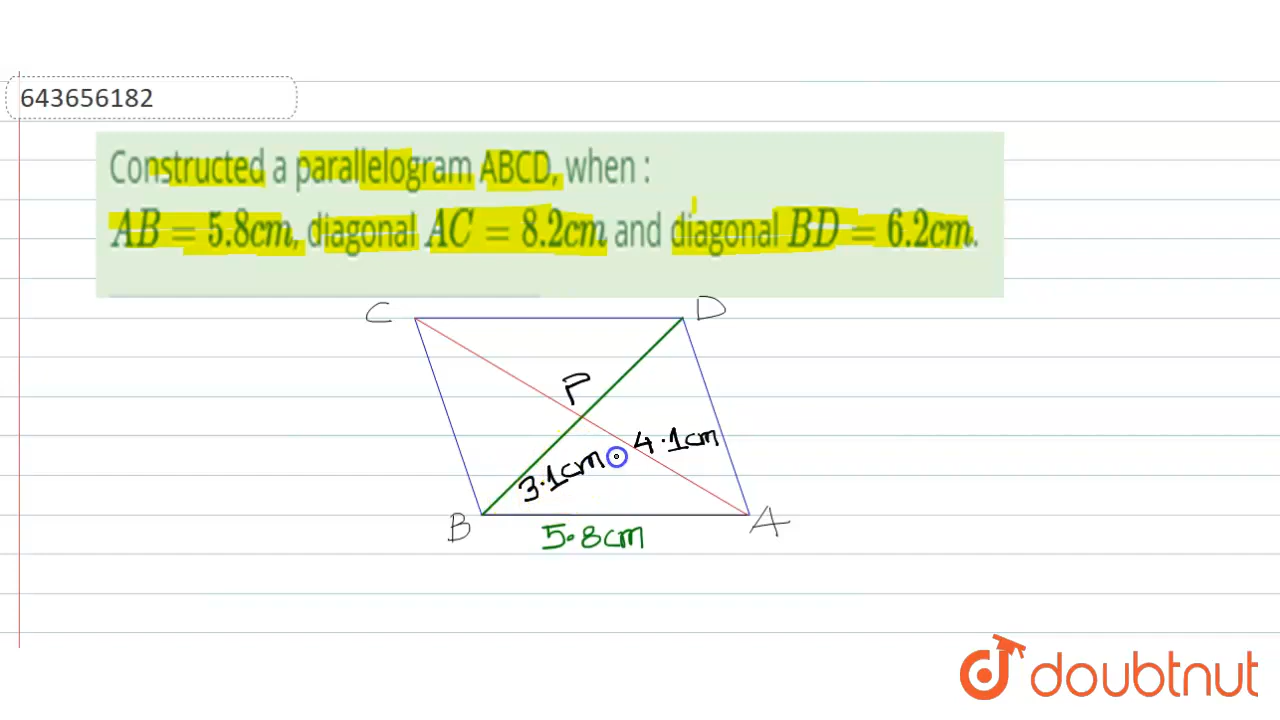 643656182
Constructed a parallelogram ABCD, when :
AB = 5.8cm, diagonal AC = 8.2cm and diagonal BD = 6.2cm.
C
D
P
4.1cm
3.1cm
B
A
5.8cm
doubtnut